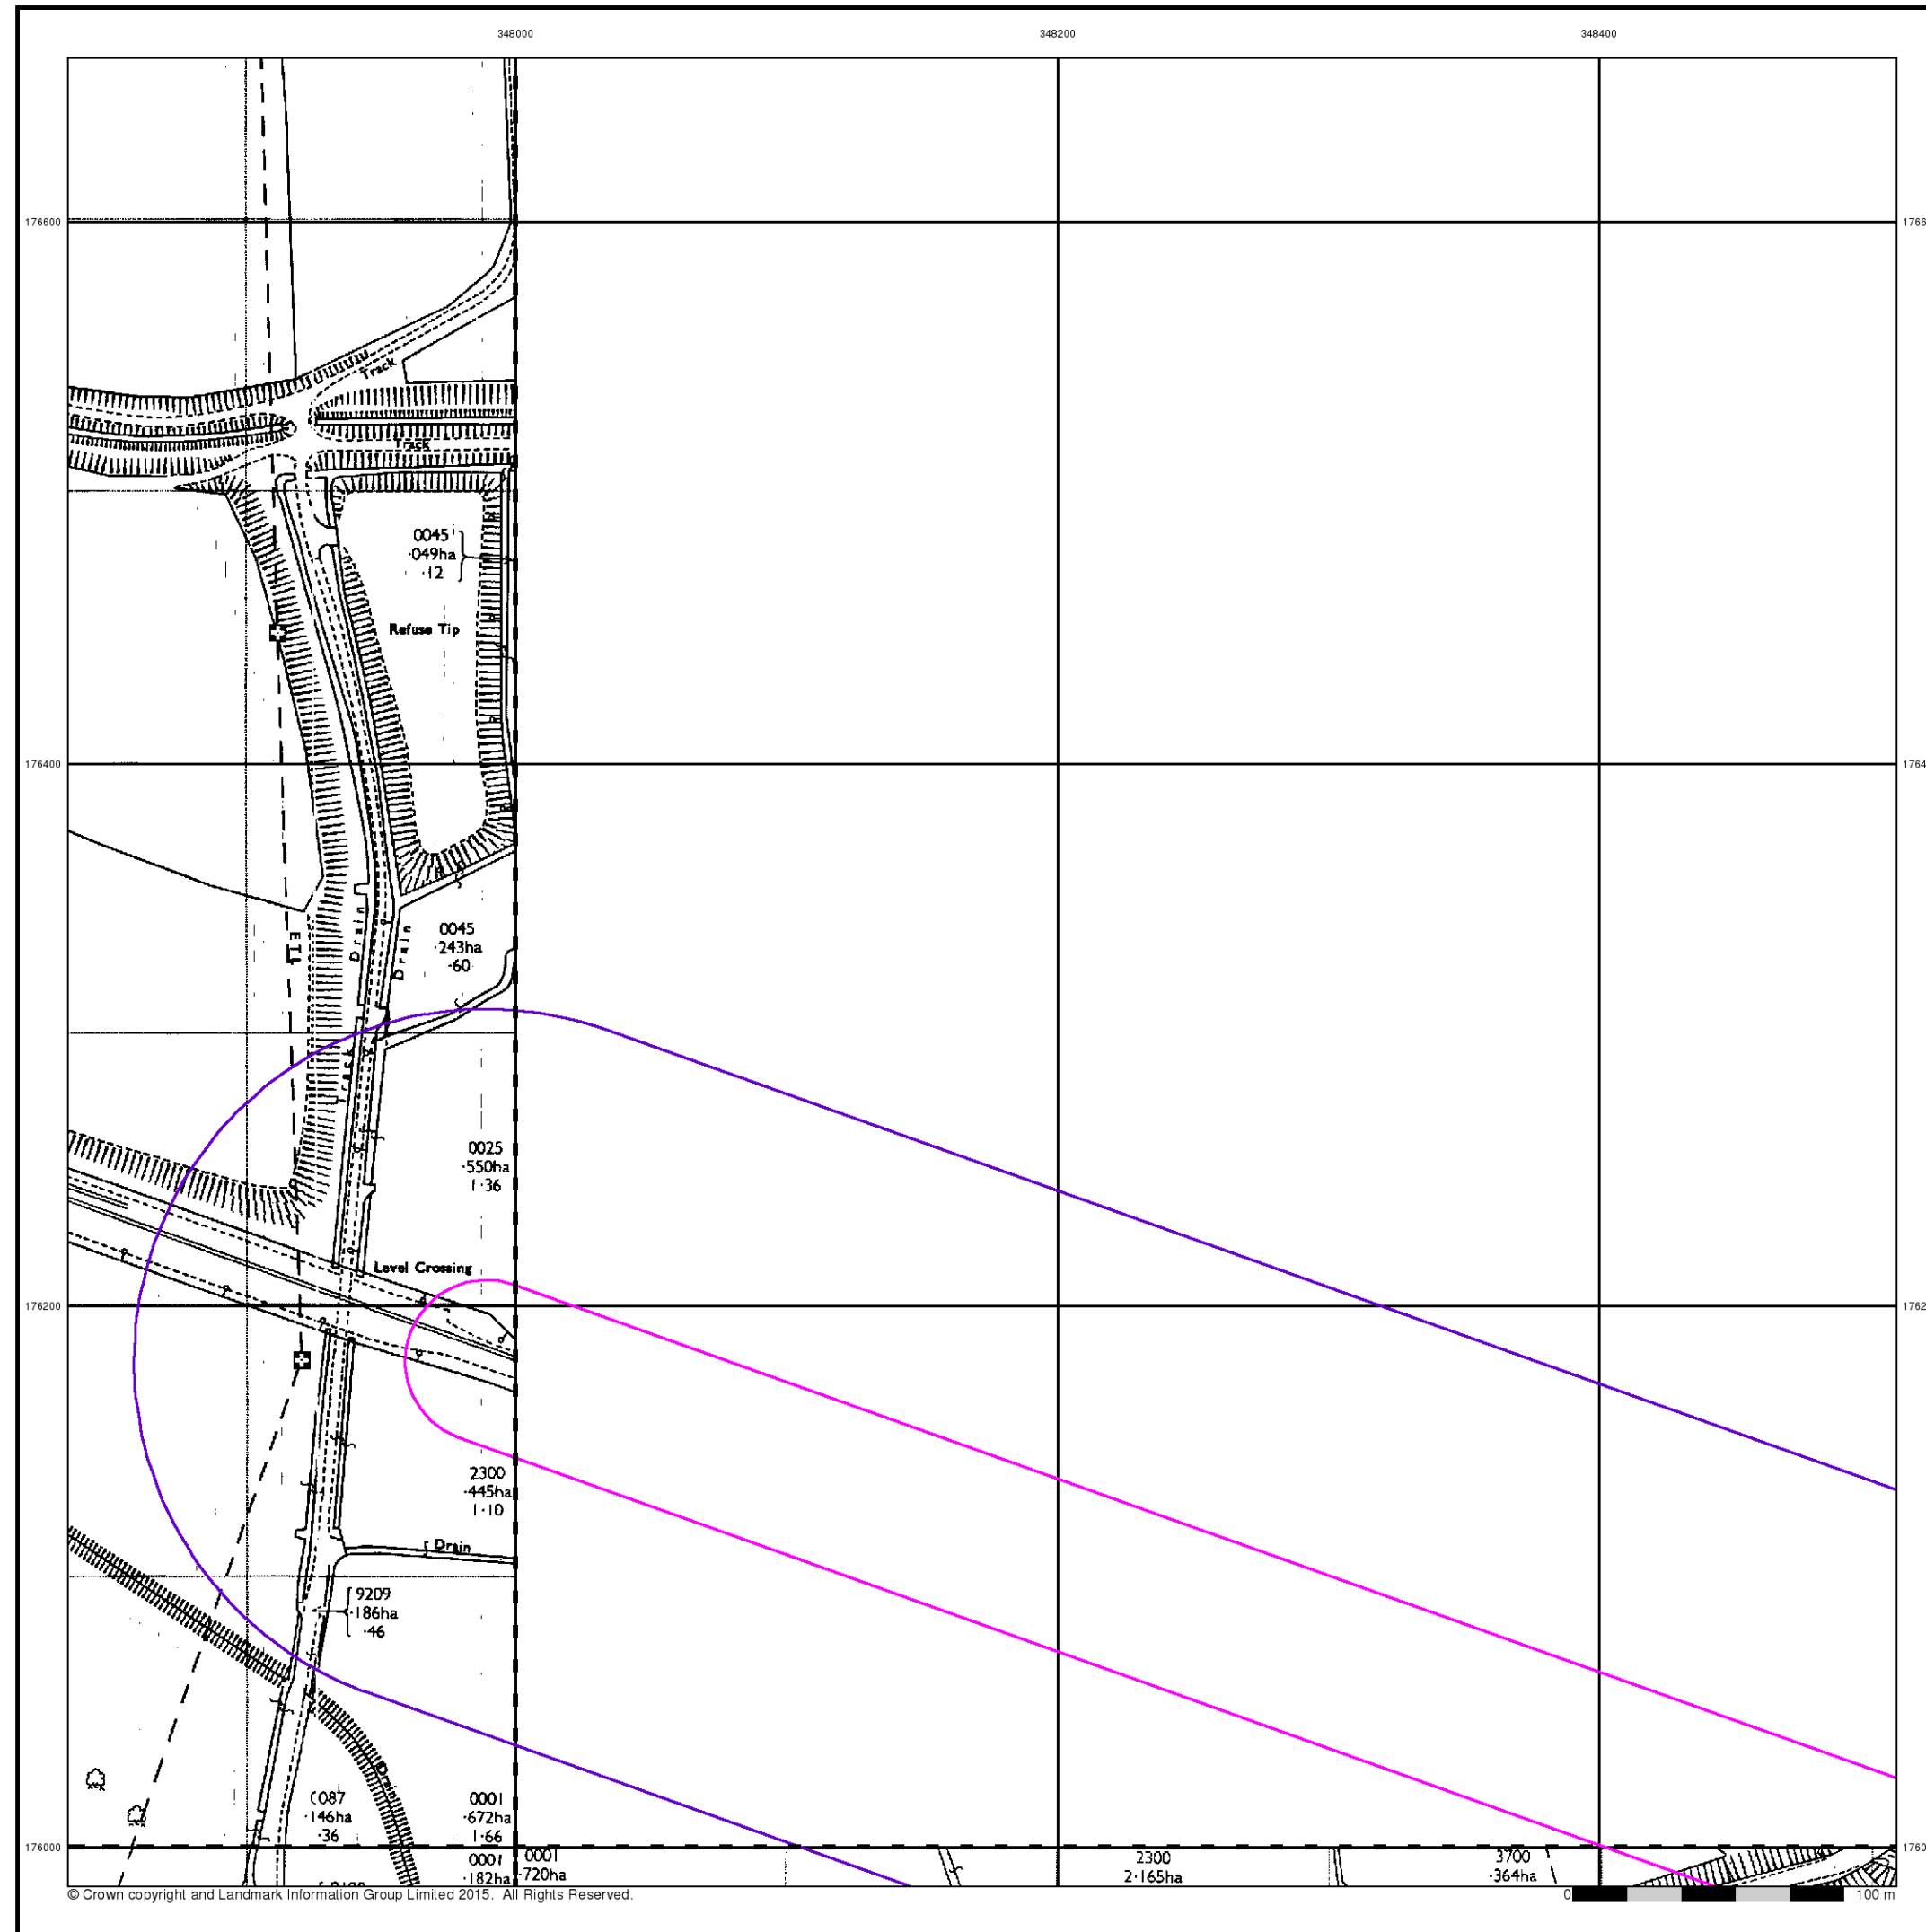 348000 348200 348400
176600
Track
Track
0045
·049ha
·12
Refuse Tip
176400
Drain
Drain
ETL
0045
·243ha
·60
Track
0025
·550ha
1·36
Level Crossing
176200
2300
·445ha
1·10
Drain
9209
·186ha
·46
Drain
·146ha
·36
0001
·672ha
1·66
176000
0001
·182ha
0001
·720ha
2300
2·165ha
3700
·364ha
© Crown copyright and Landmark Information Group Limited 2015. All Rights Reserved.
0 100 m